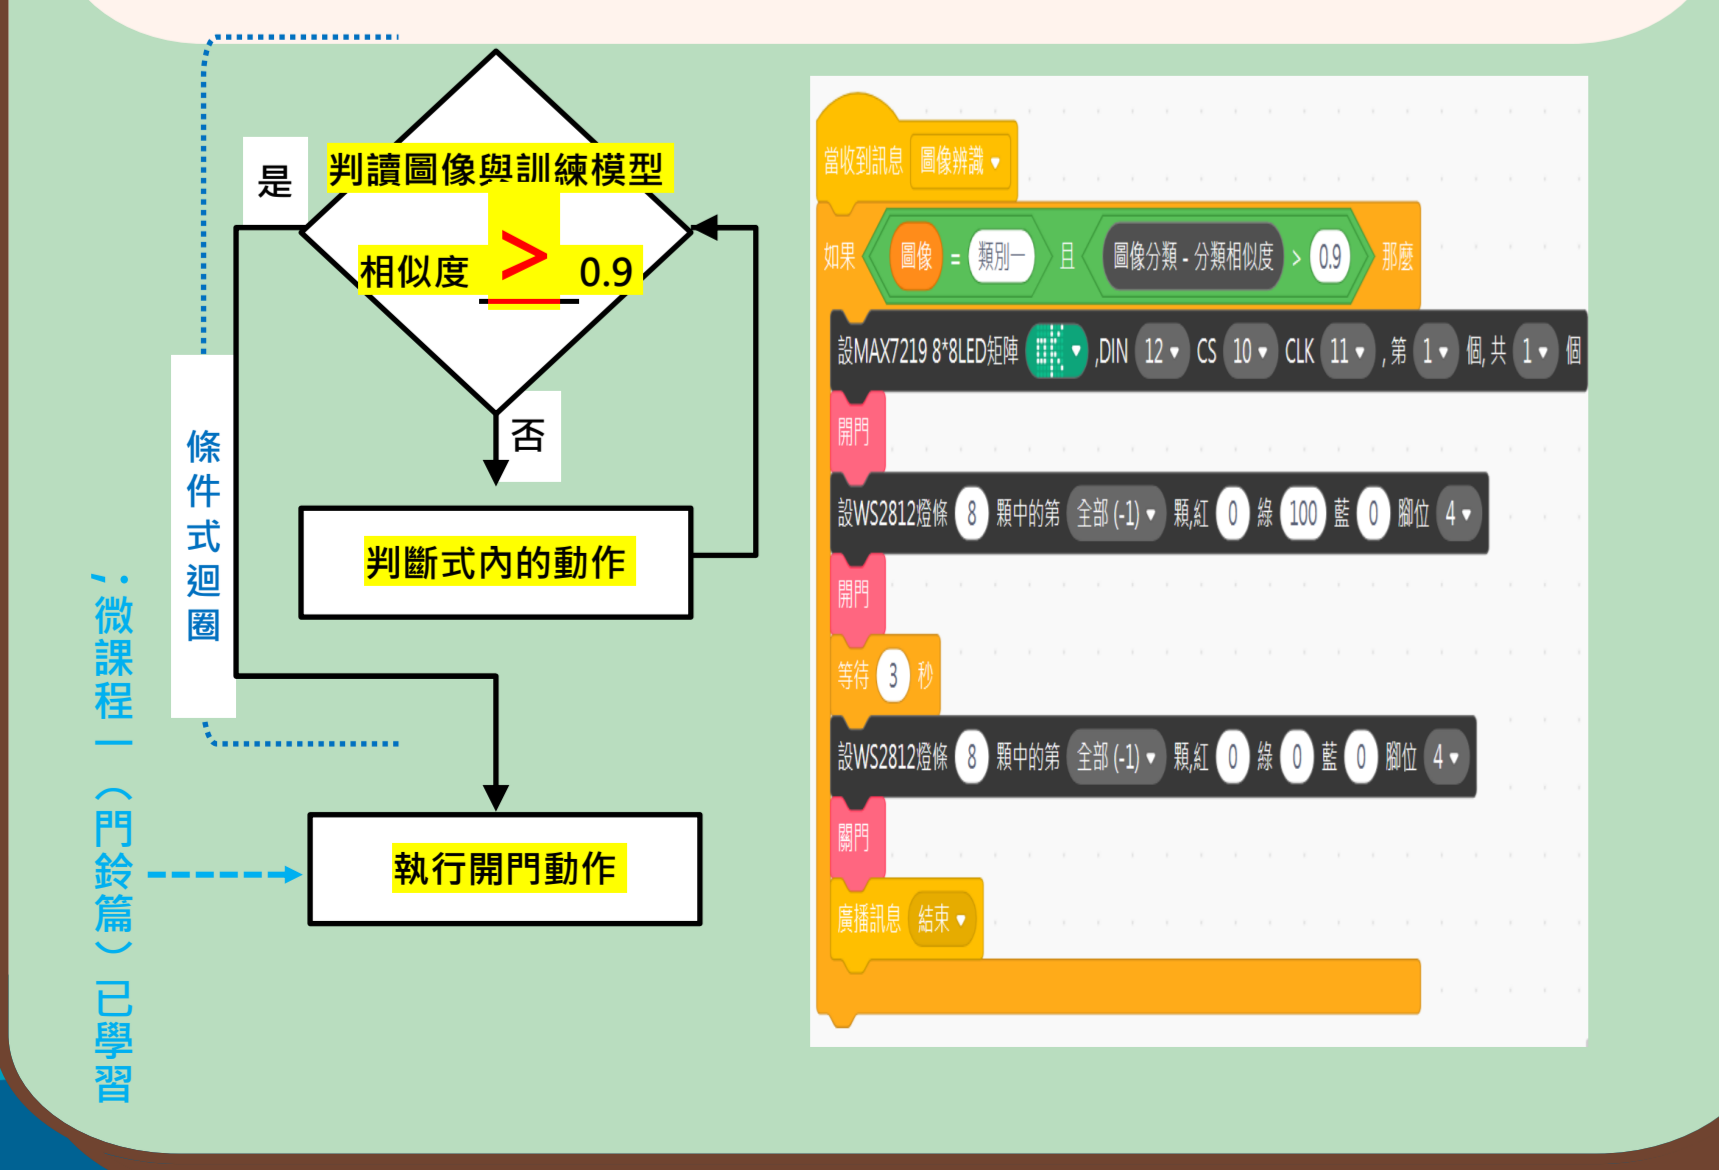 是
判讀圖像與訓練模型
相似度 > 0.9
否
判斷式內的動作
執行開門動作
條件式迴圈
；微課程一（門鈴篇）已學習
當收到訊息 圖像辨識
如果 圖像 = 類別一 且 圖像分類 - 分類相似度 > 0.9 那麼
設MAX7219 8*8LED矩陣 ,DIN 12 CS 10 CLK 11 , 第 1 個, 共 1 個
開門
設WS2812燈條 8 顆中的第 全部 (-1) 顆,紅 0 綠 100 藍 0 腳位 4
開門
等待 3 秒
設WS2812燈條 8 顆中的第 全部 (-1) 顆,紅 0 綠 0 藍 0 腳位 4
關門
廣播訊息 結束